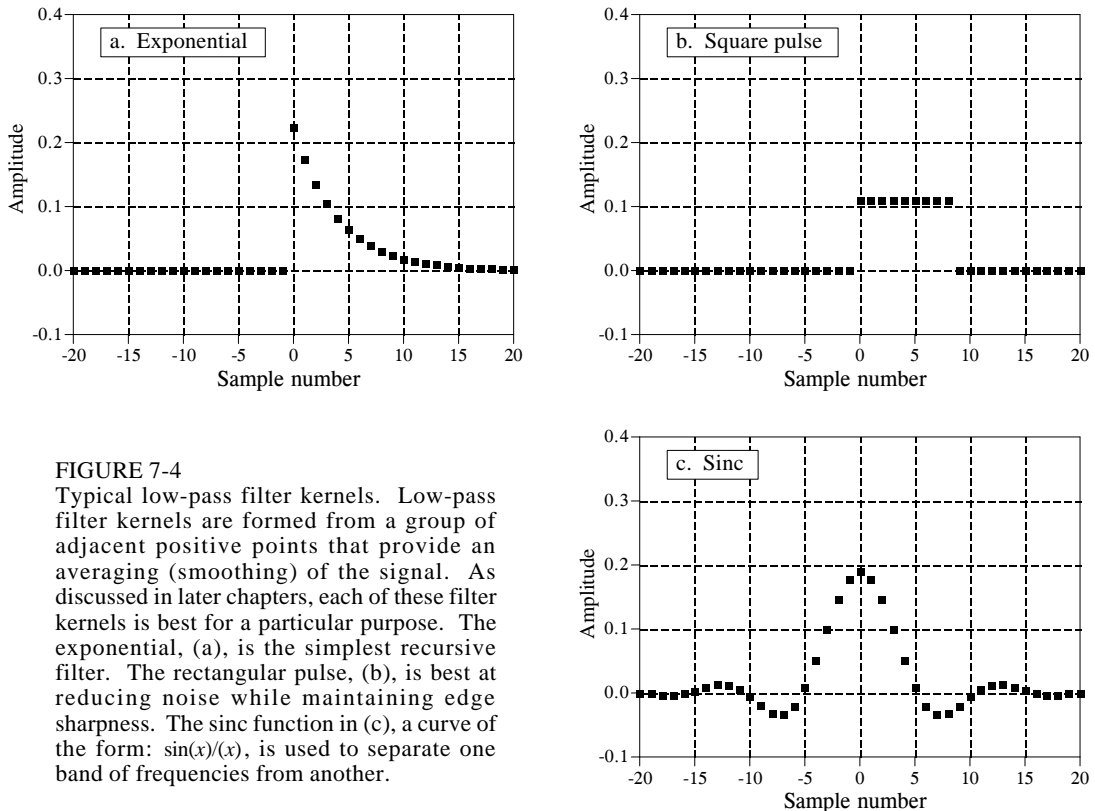 a. Exponential
Amplitude
0.4
0.3
0.2
0.1
0.0
-0.1
-20 -15 -10 -5 0 5 10 15 20
Sample number
b. Square pulse
Amplitude
0.4
0.3
0.2
0.1
0.0
-0.1
-20 -15 -10 -5 0 5 10 15 20
Sample number
FIGURE 7-4
Typical low-pass filter kernels. Low-pass
filter kernels are formed from a group of
adjacent positive points that provide an
averaging (smoothing) of the signal. As
discussed in later chapters, each of these filter
kernels is best for a particular purpose. The
exponential, (a), is the simplest recursive
filter. The rectangular pulse, (b), is best at
reducing noise while maintaining edge
sharpness. The sinc function in (c), a curve of
the form: sin(x)/(x), is used to separate one
band of frequencies from another.
c. Sinc
Amplitude
0.4
0.3
0.2
0.1
0.0
-0.1
-20 -15 -10 -5 0 5 10 15 20
Sample number